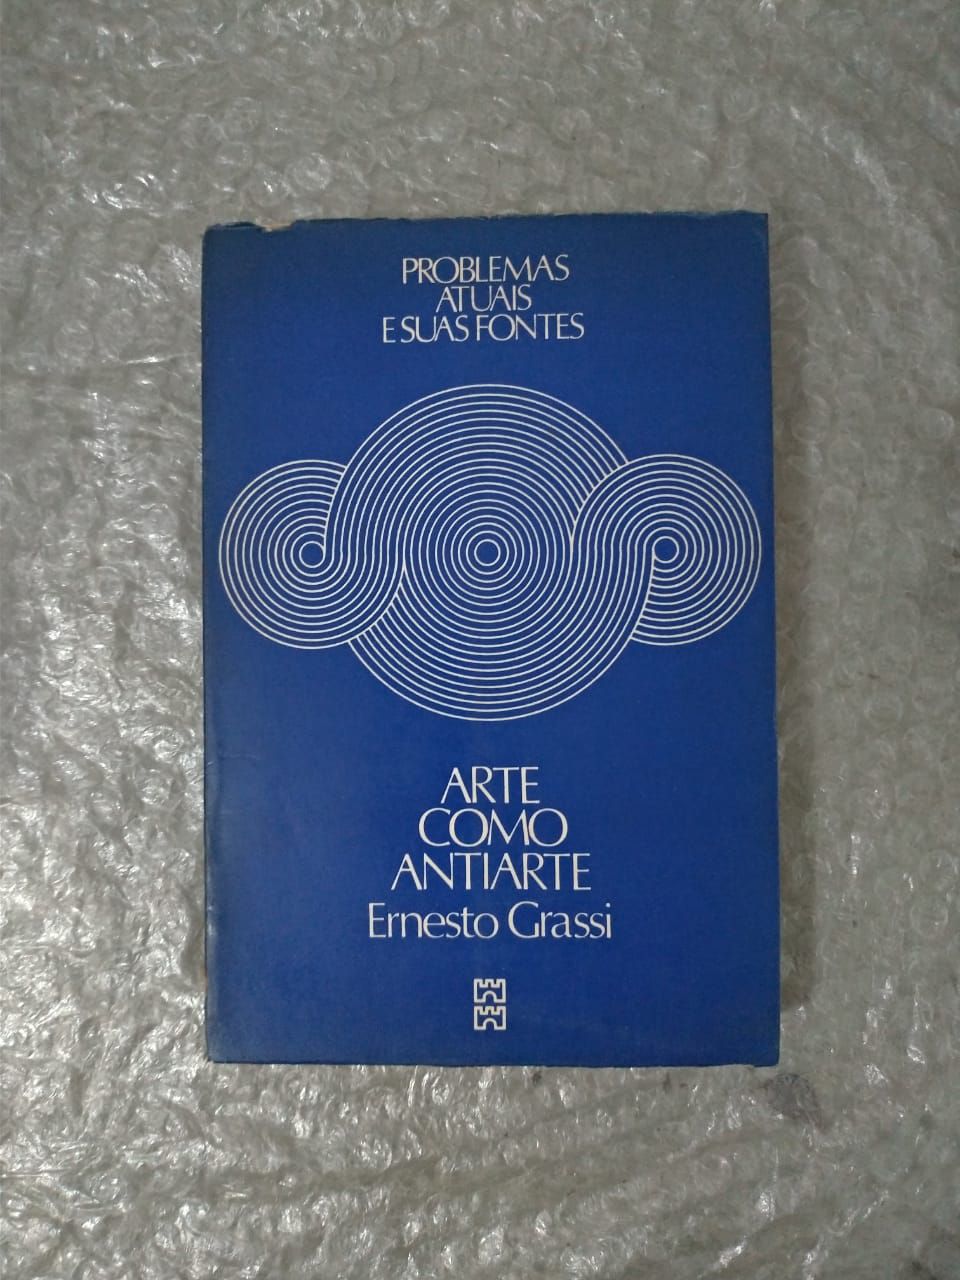 PROBLEMAS
ATUAIS
E SUAS FONTES
ARTE
COMO
ANTIARTE
Ernesto Grassi